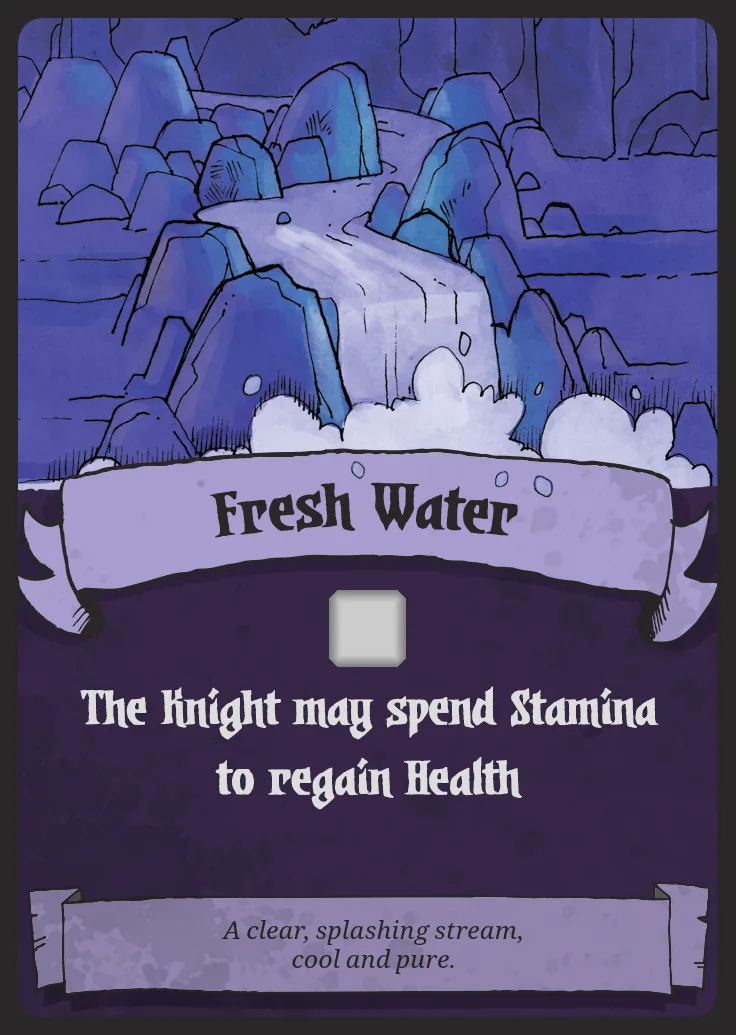 Fresh Water
The Knight may spend Stamina
to regain Health
A clear, splashing stream,
cool and pure.